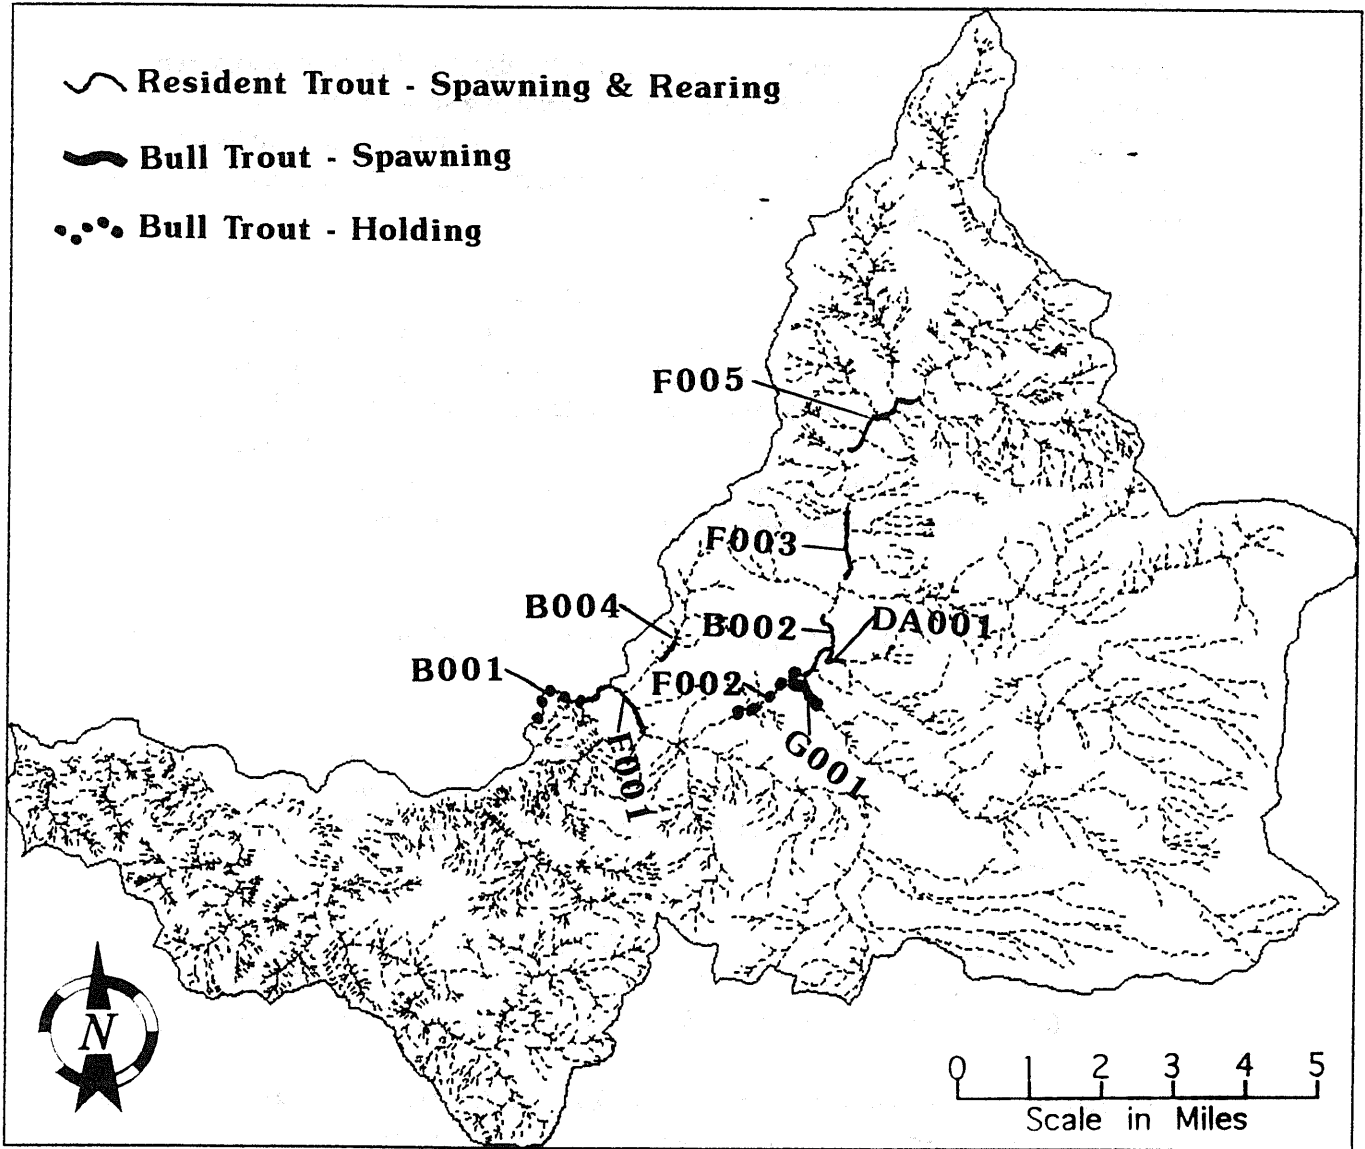 Resident Trout - Spawning & Rearing
Bull Trout - Spawning
Bull Trout - Holding
F005
F003
B004
B002
DA001
B001
F002
F001
G001
N
0 1 2 3 4 5
Scale in Miles